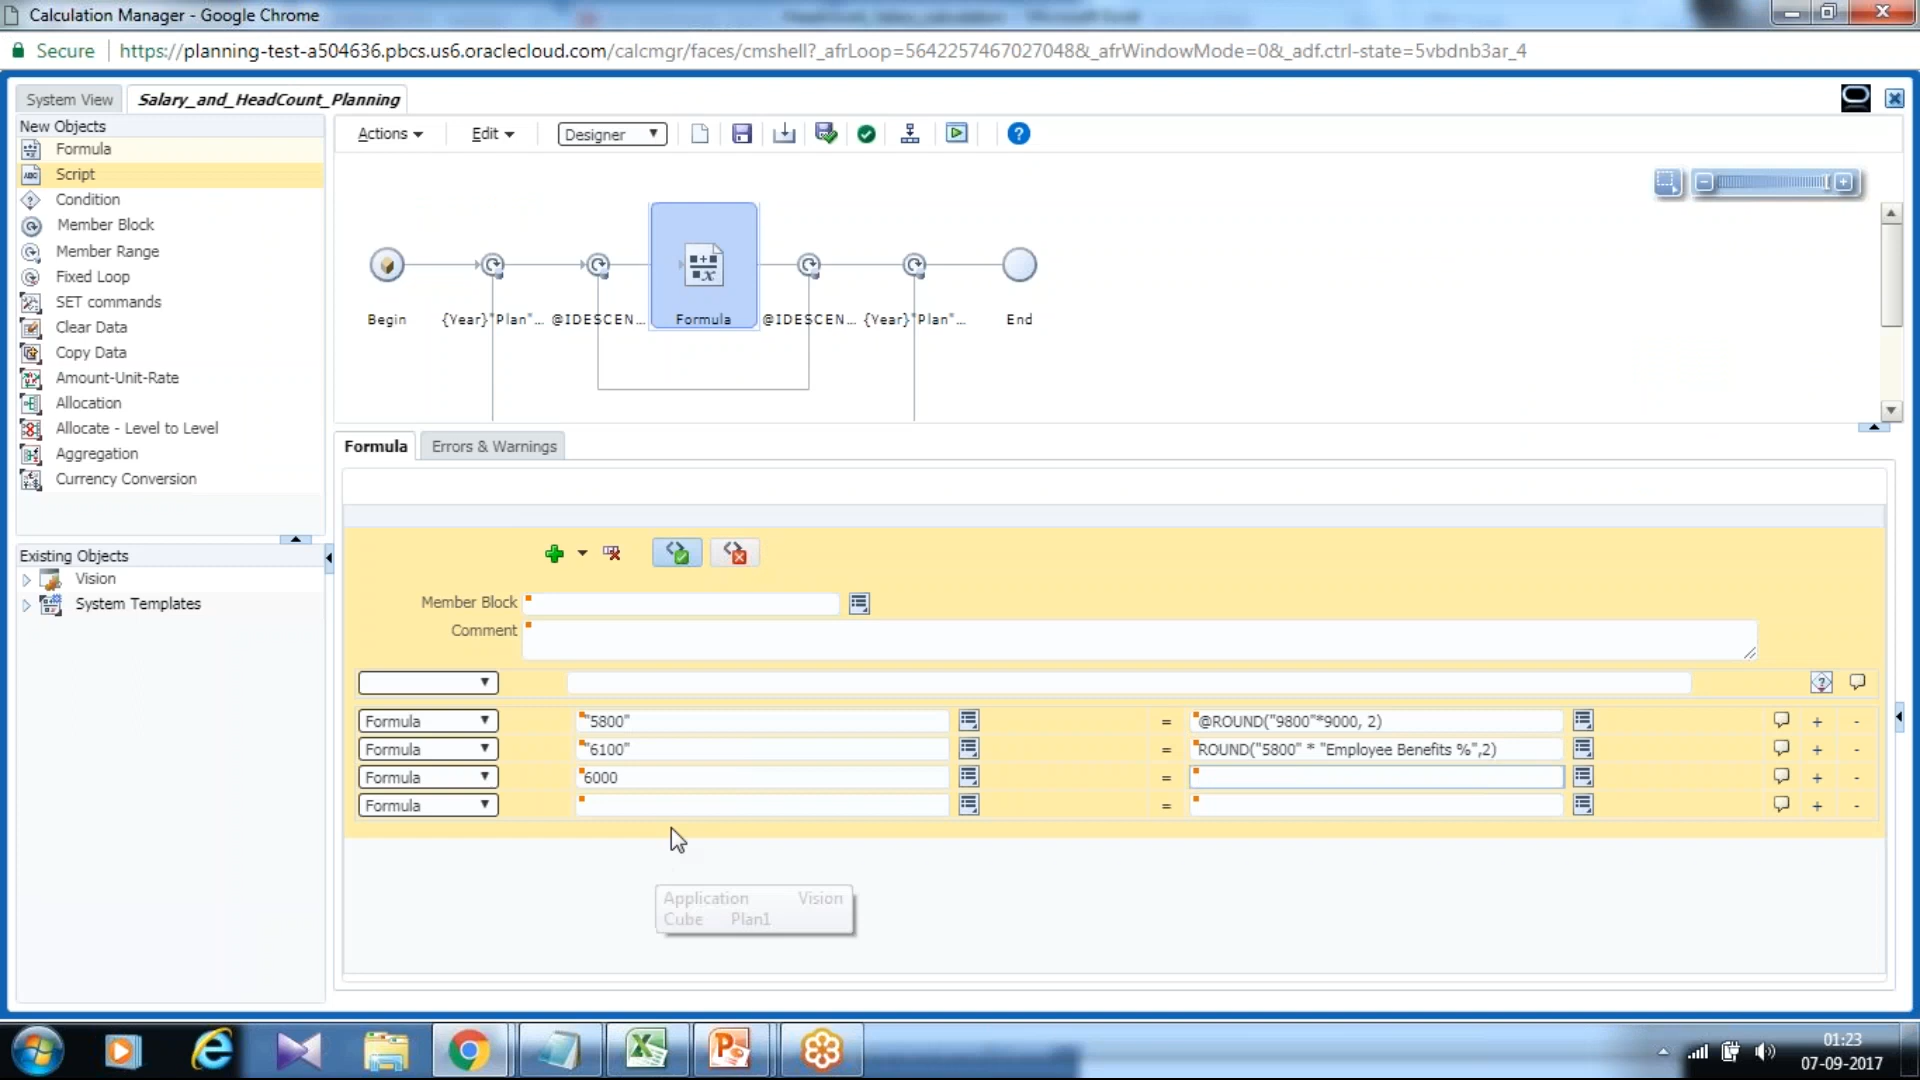 Calculation Manager - Google Chrome
Secure
https://planning-test-a504636.pbcs.us6.oraclecloud.com/calcmgr/faces/cmshell?_afrLoop=5642257467027048&_afrWindowMode=0&_adf.ctrl-state=5vbdnb3ar_4
System View
Salary_and_HeadCount_Planning
New Objects
Formula
Script
Condition
Member Block
Member Range
Fixed Loop
SET commands
Clear Data
Copy Data
Amount-Unit-Rate
Allocation
Allocate - Level to Level
Aggregation
Currency Conversion
Existing Objects
Vision
System Templates
Actions
Edit
Designer
Begin
{Year}"Plan"...
@IDESCEN...
Formula
@IDESCEN...
{Year}"Plan"...
End
Formula
Errors & Warnings
Member Block
Comment
Formula "5800" = @ROUND("9800"*9000, 2) + -
Formula "6100" = ROUND("5800" * "Employee Benefits %",2) + -
Formula 6000 = + -
Formula = + -
Application Vision
Cube Plan1
01:23
07-09-2017